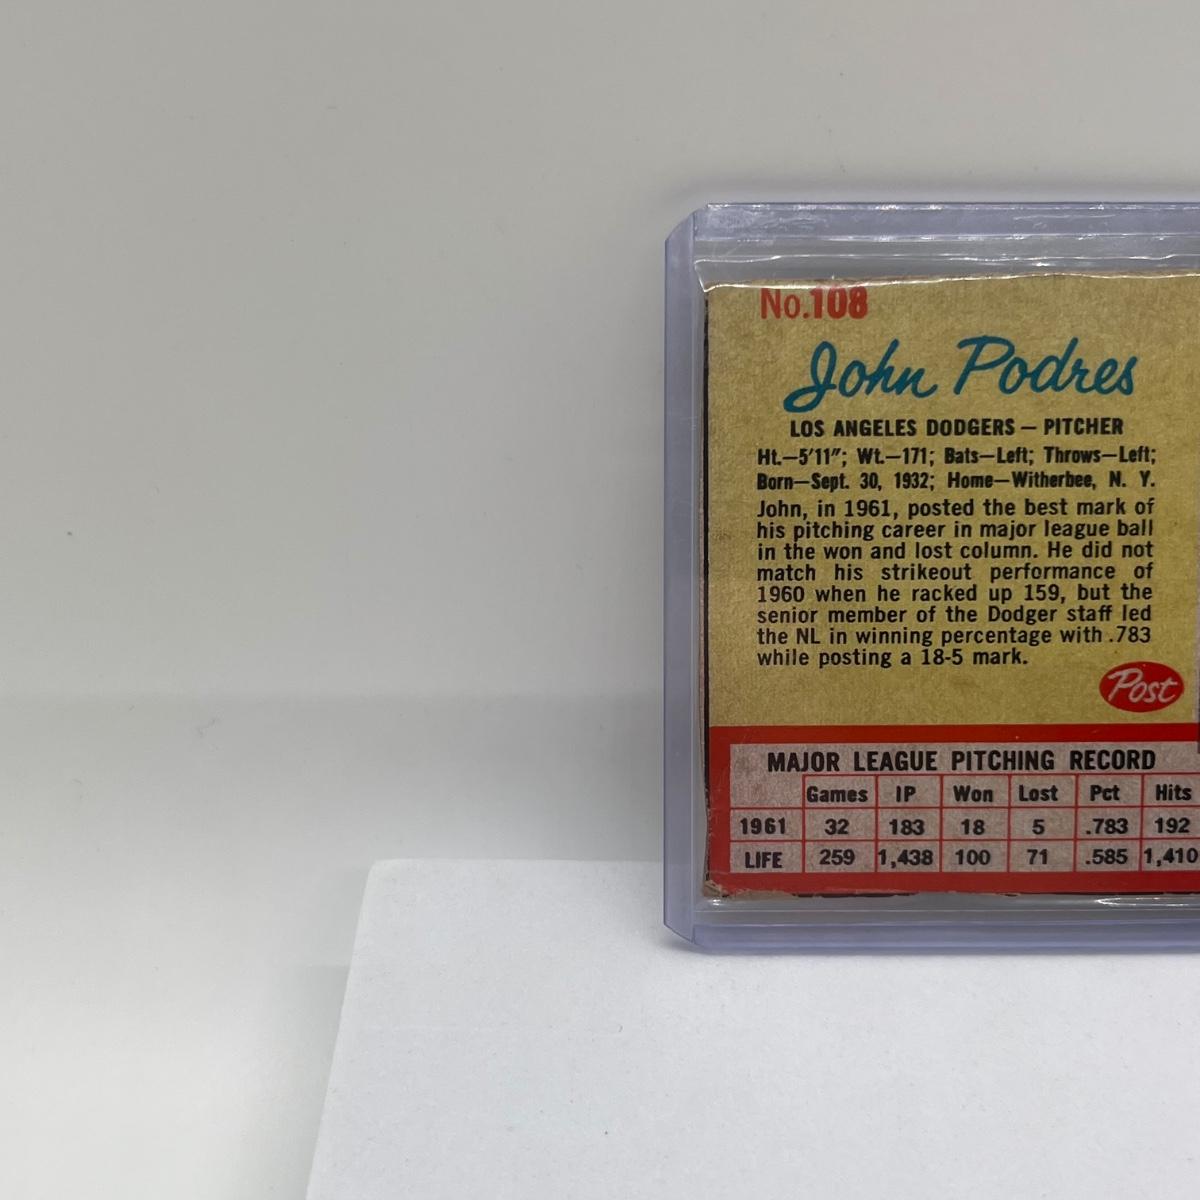 No.108
John Podres
LOS ANGELES DODGERS — PITCHER
Ht.—5'11"; Wt.—171; Bats—Left; Throws—Left;
Born—Sept. 30, 1932; Home—Witherbee, N. Y.
John, in 1961, posted the best mark of
his pitching career in major league ball
in the won and lost column. He did not
match his strikeout performance of
1960 when he racked up 159, but the
senior member of the Dodger staff led
the NL in winning percentage with .783
while posting a 18-5 mark.
Post
MAJOR LEAGUE PITCHING RECORD
Games IP Won Lost Pct Hits
1961 32 183 18 5 .783 192
LIFE 259 1,438 100 71 .585 1,410